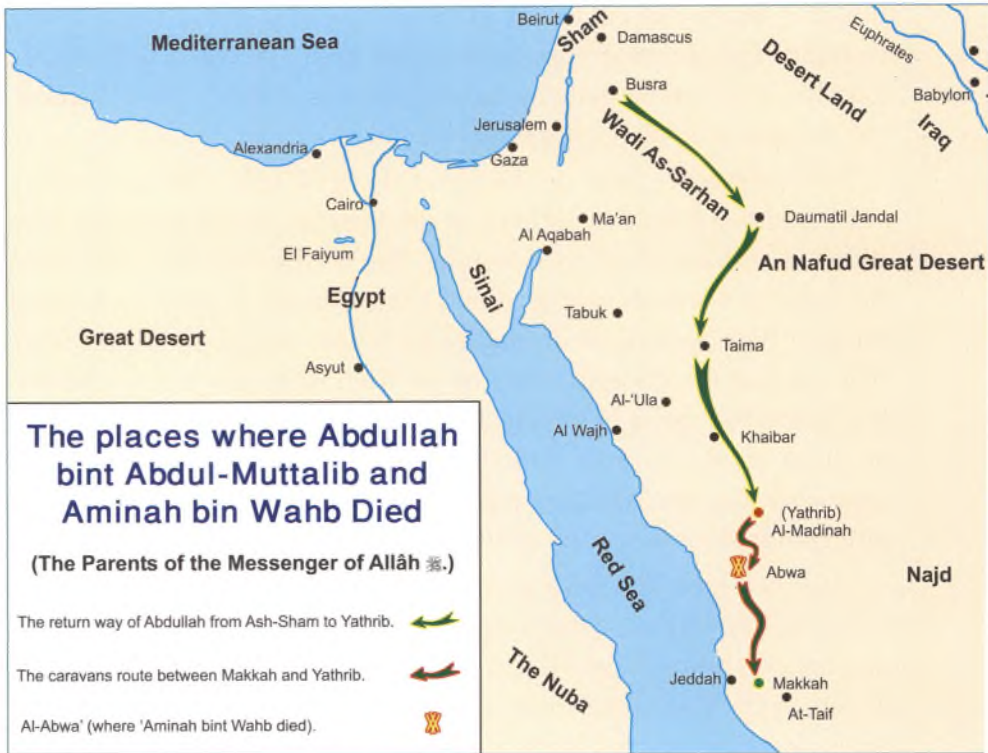 Beirut
Sham
Mediterranean Sea
Damascus
Euphrates
Desert Land
Babylon
Iraq
Busra
Jerusalem
Wadi As-Sarhan
Alexandria
Gaza
Cairo
Ma'an
Daumatil Jandal
Al Aqabah
El Faiyum
An Nafud Great Desert
Sinai
Egypt
Tabuk
Great Desert
Taima
Asyut
Al-'Ula
Al Wajh
Khaibar
The places where Abdullah
bint Abdul-Muttalib and
Aminah bin Wahb Died
(The Parents of the Messenger of Allâh ﷺ.)
The return way of Abdullah from Ash-Sham to Yathrib.
The caravans route between Makkah and Yathrib.
Al-Abwa' (where 'Aminah bint Wahb died).
(Yathrib)
Al-Madinah
Red Sea
Abwa
Najd
The Nuba
Jeddah
Makkah
At-Taif